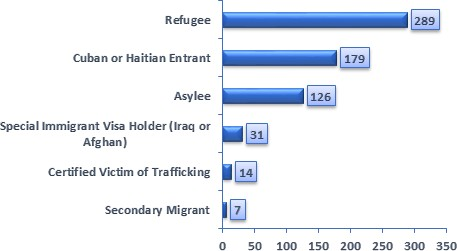 Refugee
289
Cuban or Haitian Entrant
179
Asylee
126
Special Immigrant Visa Holder (Iraq or
Afghan)
31
Certified Victim of Trafficking
14
Secondary Migrant
7
0 50 100 150 200 250 300 350